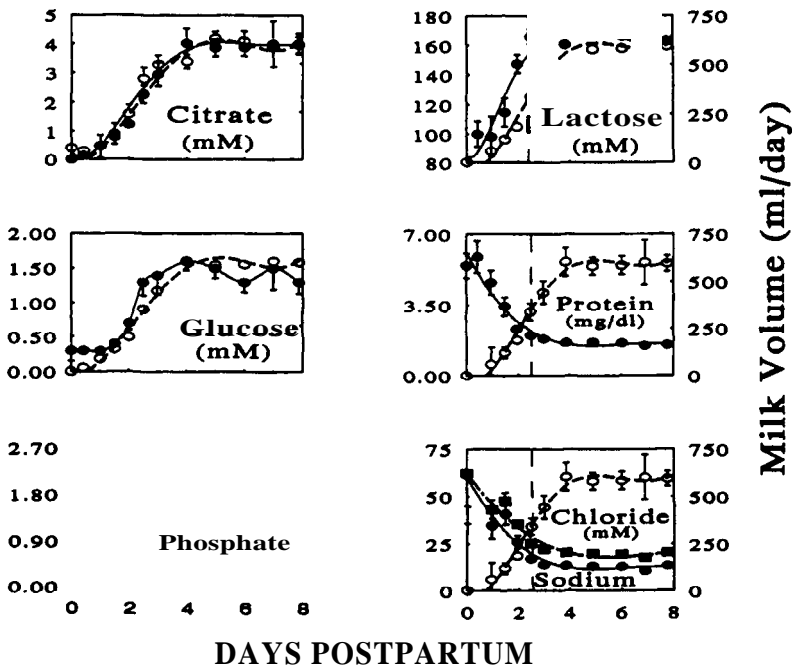 5
4
3
2
1
0
Citrate
(mM)
180
160
140
120
100
80
Lactose
(mM)
750
500
250
0
2.00
1.50
1.00
0.50
0.00
Glucose
(mM)
7.00
3.50
0.00
Protein
(mg/dl)
750
500
250
0
2.70
1.80
0.90
0.00
Phosphate
0 2 4 6 8
75
50
25
0
Chloride
(mM)
Sodium
750
500
250
0
0 2 4 6 8
Milk Volume (ml/day)
DAYS POSTPARTUM